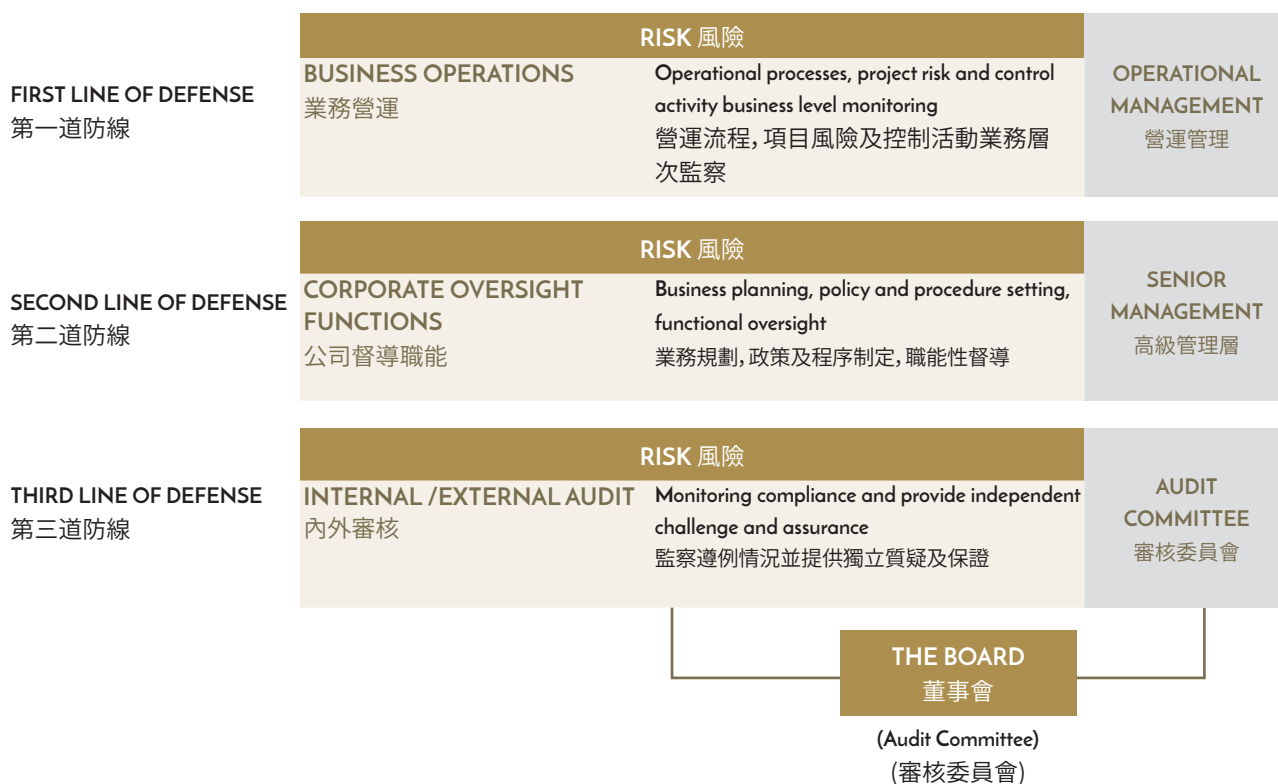 RISK 風險
FIRST LINE OF DEFENSE
第一道防線
BUSINESS OPERATIONS
業務營運
Operational processes, project risk and control
activity business level monitoring
營運流程，項目風險及控制活動業務層
次監察
OPERATIONAL
MANAGEMENT
營運管理
RISK 風險
SECOND LINE OF DEFENSE
第二道防線
CORPORATE OVERSIGHT
FUNCTIONS
公司督導職能
Business planning, policy and procedure setting,
functional oversight
業務規劃，政策及程序制定，職能性督導
SENIOR
MANAGEMENT
高級管理層
RISK 風險
THIRD LINE OF DEFENSE
第三道防線
INTERNAL /EXTERNAL AUDIT
內外審核
Monitoring compliance and provide independent
challenge and assurance
監察遵例情況並提供獨立質疑及保證
AUDIT
COMMITTEE
審核委員會
THE BOARD
董事會
(Audit Committee)
(審核委員會)